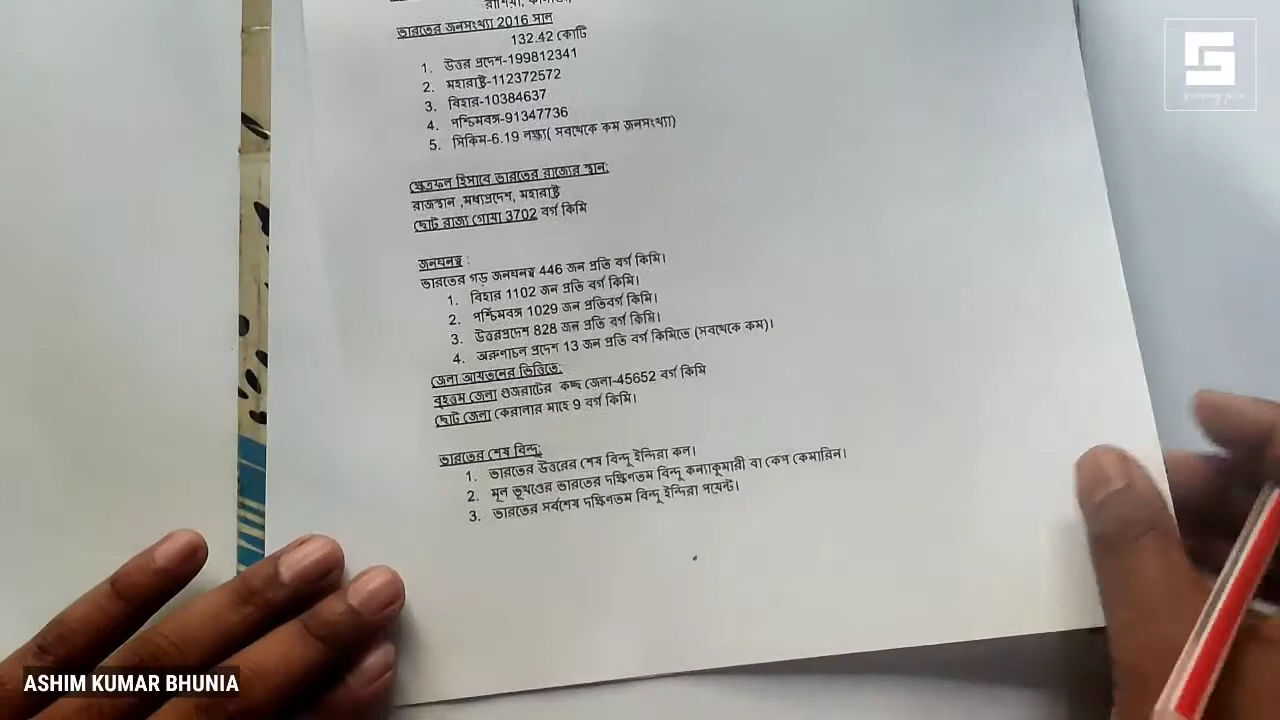 রাশিয়া,
ভারতের জনসংখ্যা 2016 সাল
132.42 কোটি
1. উত্তর প্রদেশ-199812341
2. মহারাষ্ট্র-112372572
3. বিহার-10384637
4. পশ্চিমবঙ্গ-91347736
5. সিকিম-6.19 লক্ষ্য( সবথেকে কম জনসংখ্যা)
ক্ষেত্রফল হিসাবে ভারতের রাজ্যের স্থান:
রাজস্থান ,মধ্যপ্রদেশ, মহারাষ্ট্র
ছোট রাজ্য গোয়া 3702 বর্গ কিমি
জনঘনত্ব :
ভারতের গড় জনঘনত্ব 446 জন প্রতি বর্গ কিমি।
1. বিহার 1102 জন প্রতি বর্গ কিমি।
2. পশ্চিমবঙ্গ 1029 জন প্রতিবর্গ কিমি।
3. উত্তরপ্রদেশ 828 জন প্রতি বর্গ কিমি।
4. অরুণাচল প্রদেশ 13 জন প্রতি বর্গ কিমিতে (সবথেকে কম)।
জেলা আয়তনের ভিত্তিতে:
বৃহত্তম জেলা গুজরাটের কচ্ছ জেলা-45652 বর্গ কিমি
ছোট জেলা কেরালার মাহে 9 বর্গ কিমি।
ভারতের শেষ বিন্দু:
1. ভারতের উত্তরের শেষ বিন্দু ইন্দিরা কল।
2. মূল ভূখণ্ডের ভারতের দক্ষিণতম বিন্দু কন্যাকুমারী বা কেপ কেমারিন।
3. ভারতের সর্বশেষ দক্ষিণতম বিন্দু ইন্দিরা পয়েন্ট।
ASHIM KUMAR BHUNIA